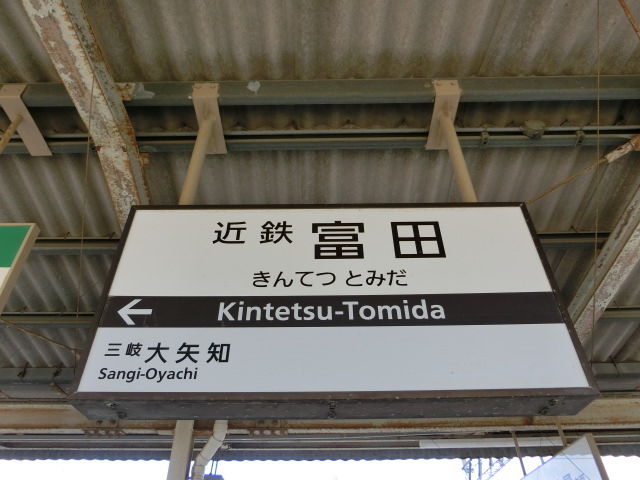 近鉄富田
きんてつ とみだ
← Kintetsu-Tomida
三岐大矢知
Sangi-Oyachi